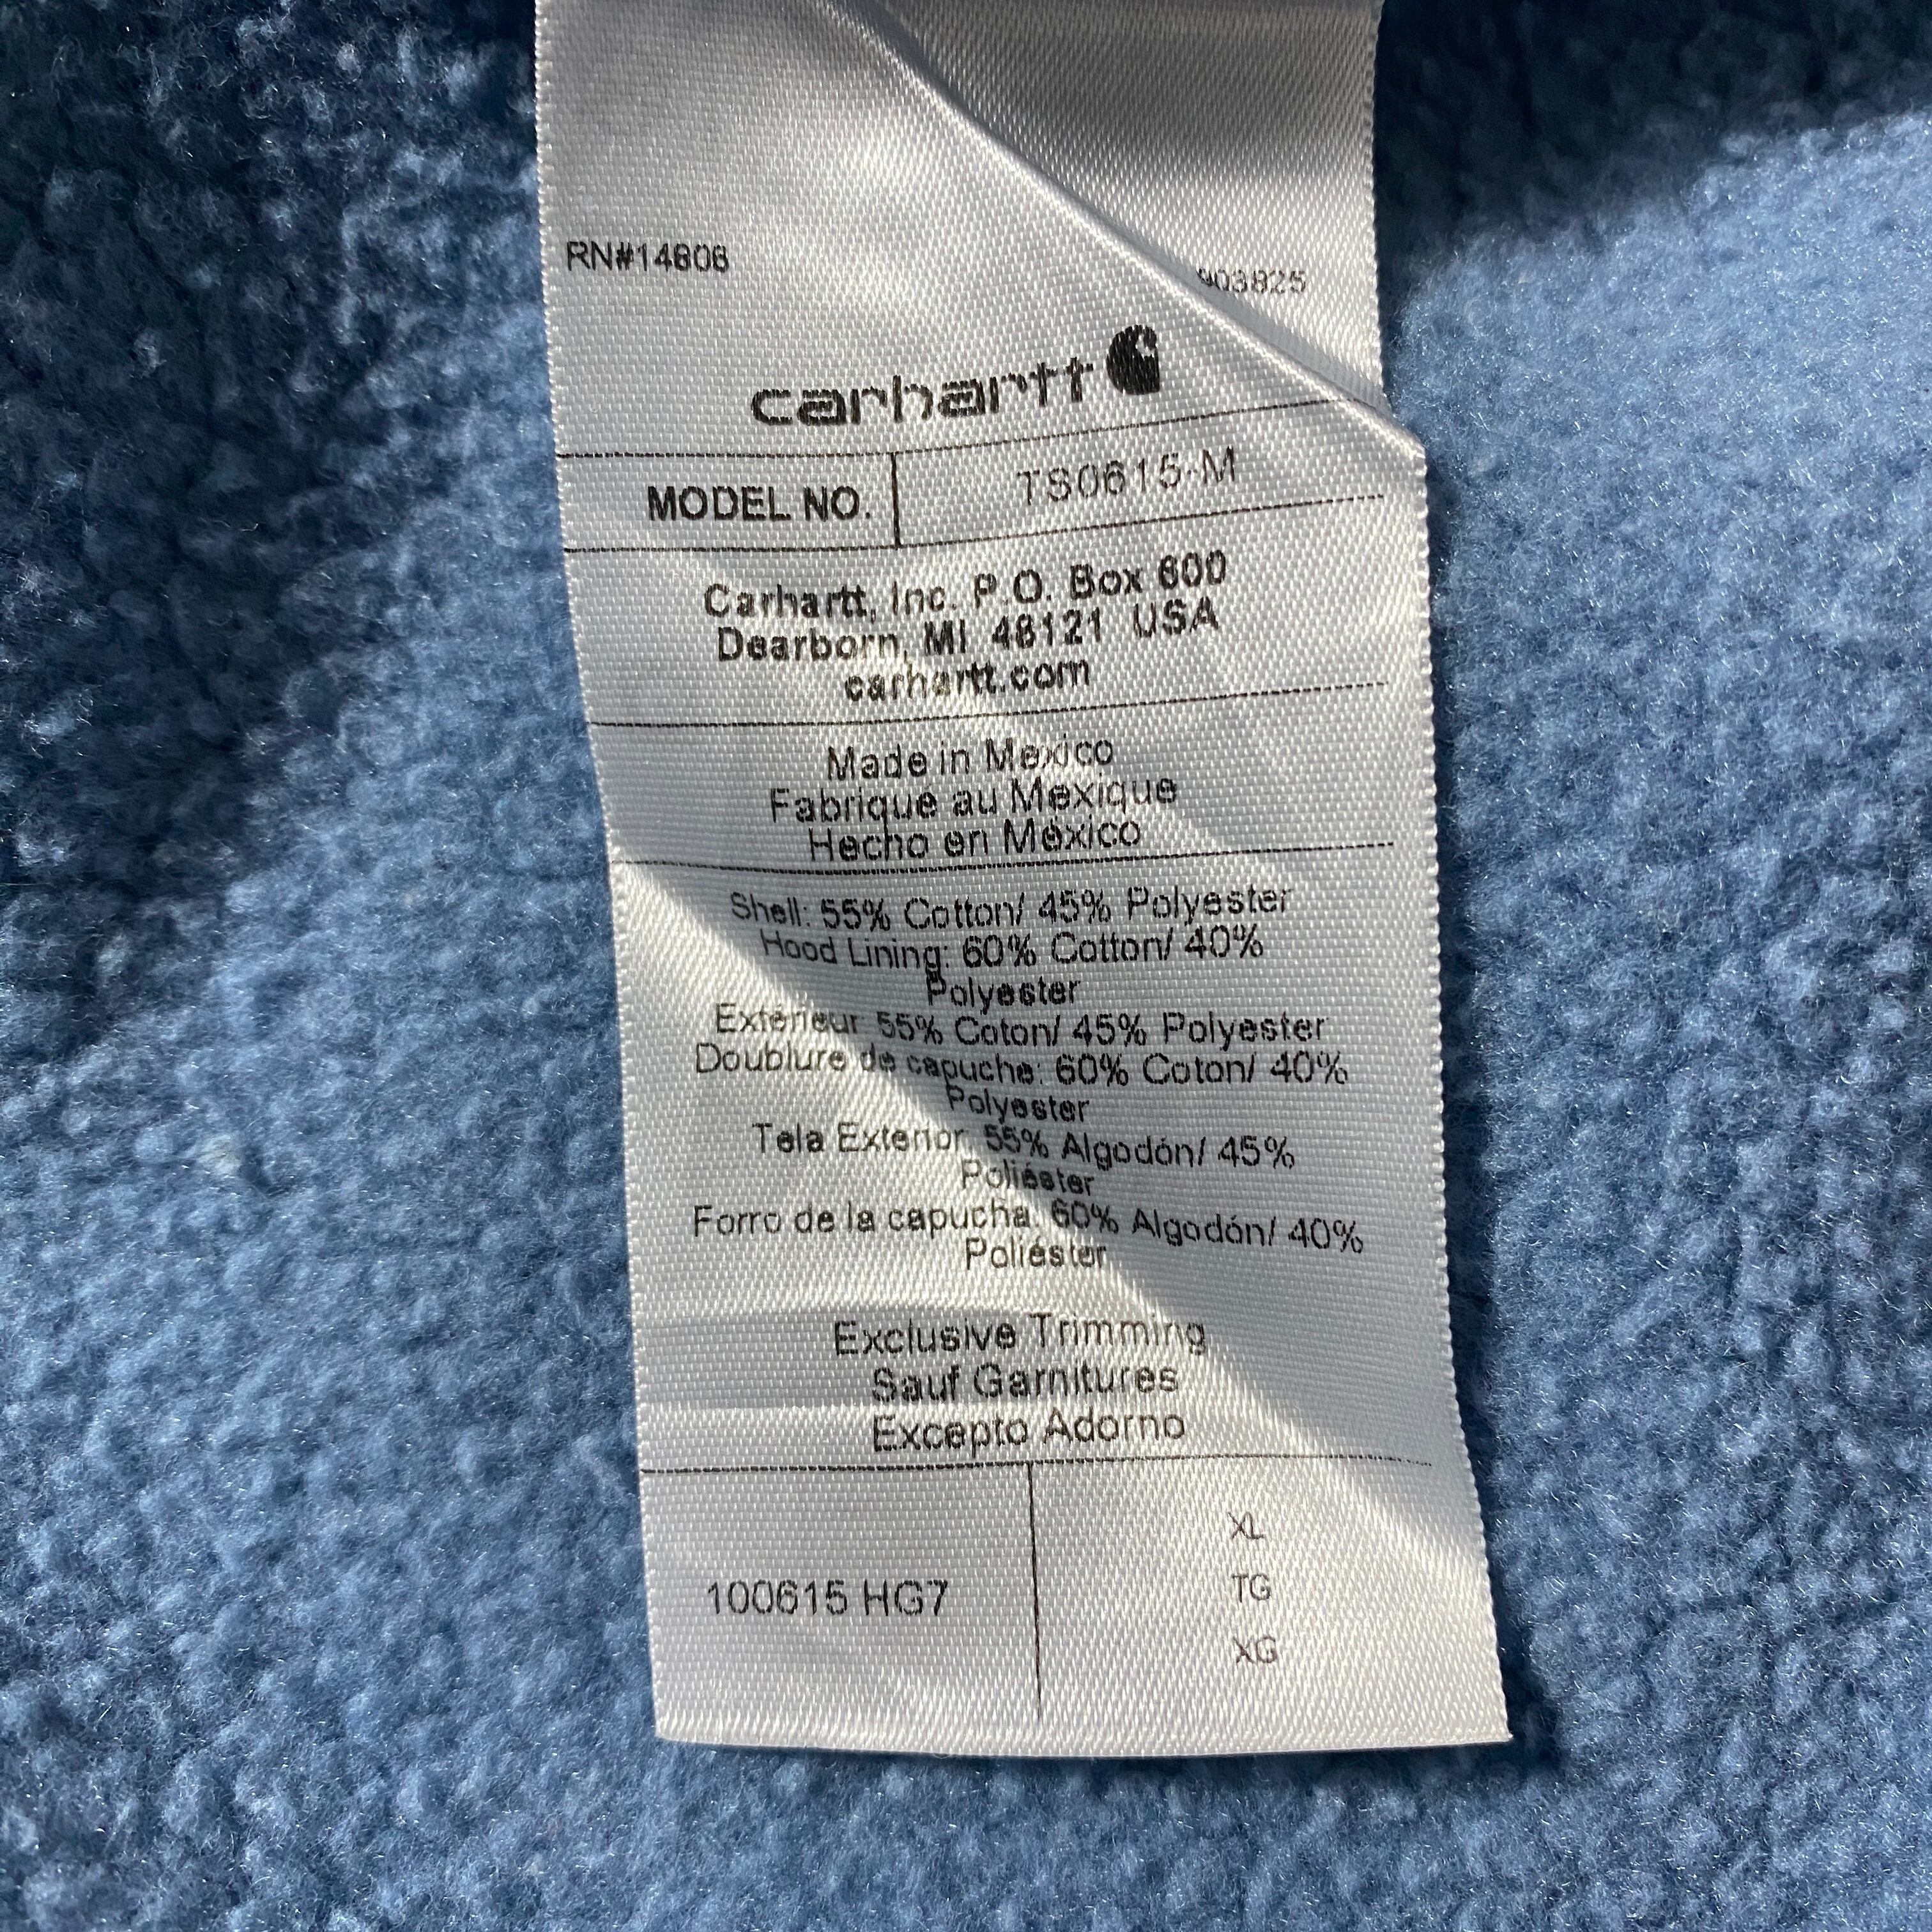 RN#14806
903825
carhartt
MODEL NO. TS0615-M
Carhartt, Inc. P.O. Box 600
Dearborn, MI 48121 USA
carhartt.com
Made in Mexico
Fabrique au Mexique
Hecho en México
Shell: 55% Cotton/ 45% Polyester
Hood Lining: 60% Cotton/ 40%
Polyester
Extérieur: 55% Coton/ 45% Polyester
Doublure de capuche: 60% Coton/ 40%
Polyester
Tela Exterior: 55% Algodón/ 45%
Poliéster
Forro de la capucha: 60% Algodón/ 40%
Poliéster
Exclusive Trimming
Sauf Garnitures
Excepto Adorno
100615 HG7
XL
TG
XG